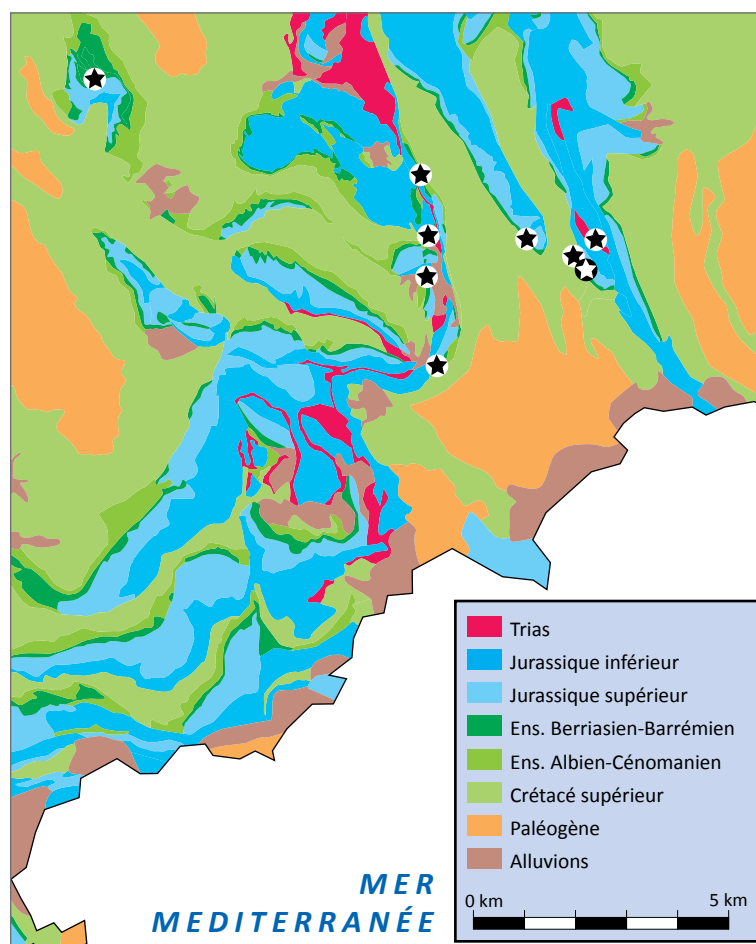 Trias
Jurassique inférieur
Jurassique supérieur
Ens. Berriasien-Barrémien
Ens. Albien-Cénomanien
Crétacé supérieur
Paléogène
Alluvions
0 km 5 km
MER
MEDITERRANÉE